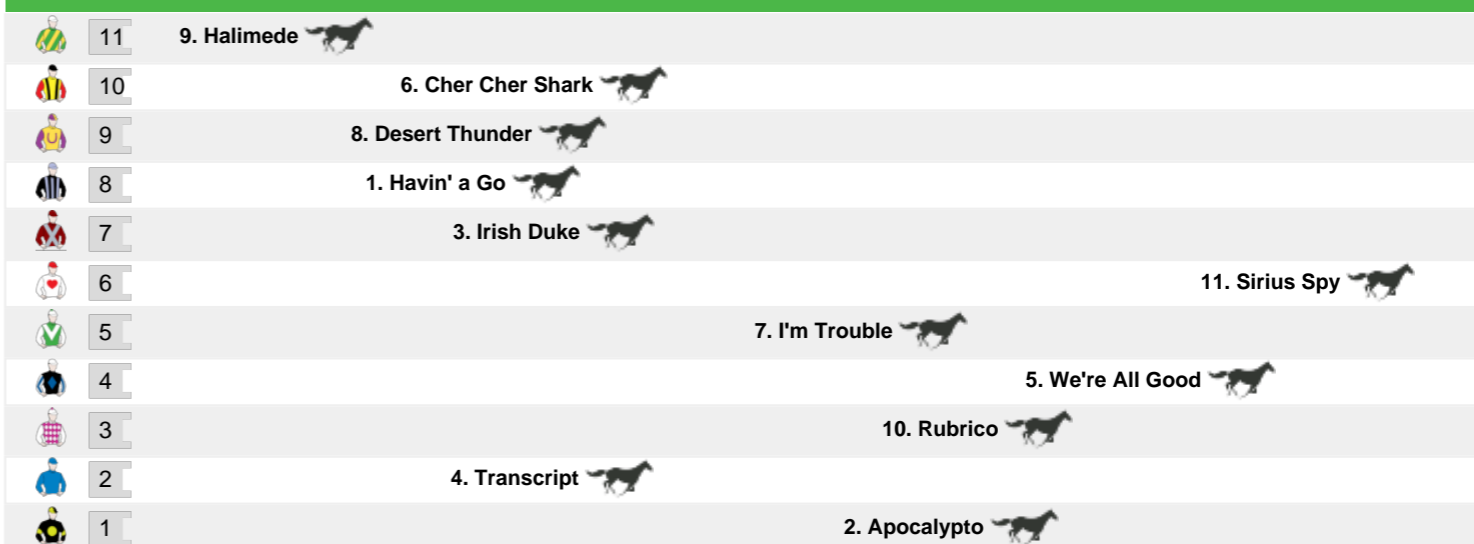 11 9. Halimede
10 6. Cher Cher Shark
9 8. Desert Thunder
8 1. Havin' a Go
7 3. Irish Duke
6 11. Sirius Spy
5 7. I'm Trouble
4 5. We're All Good
3 10. Rubrico
2 4. Transcript
1 2. Apocalypto